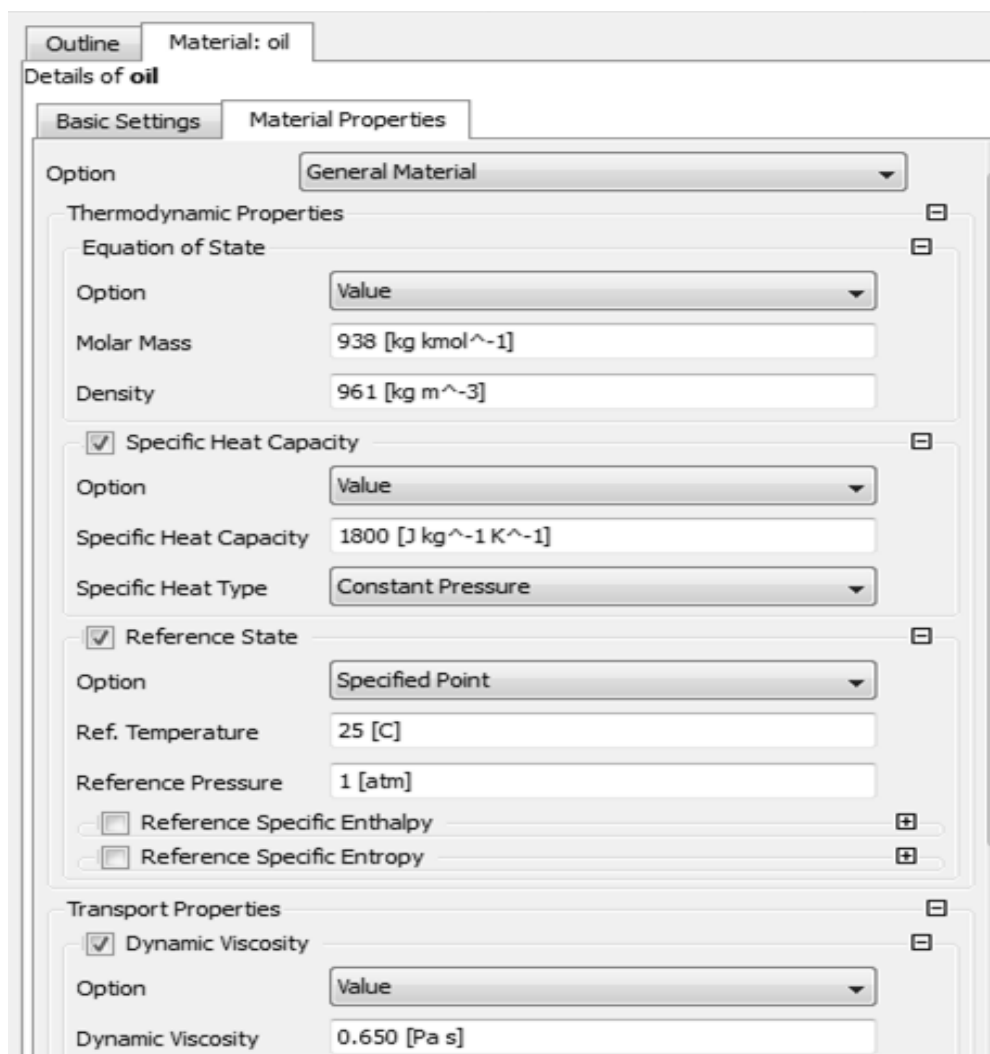 Outline Material: oil
Details of oil
Basic Settings Material Properties
Option General Material
Thermodynamic Properties
Equation of State
Option Value
Molar Mass 938 [kg kmol^-1]
Density 961 [kg m^-3]
Specific Heat Capacity
Option Value
Specific Heat Capacity 1800 [J kg^-1 K^-1]
Specific Heat Type Constant Pressure
Reference State
Option Specified Point
Ref. Temperature 25 [C]
Reference Pressure 1 [atm]
Reference Specific Enthalpy
Reference Specific Entropy
Transport Properties
Dynamic Viscosity
Option Value
Dynamic Viscosity 0.650 [Pa s]